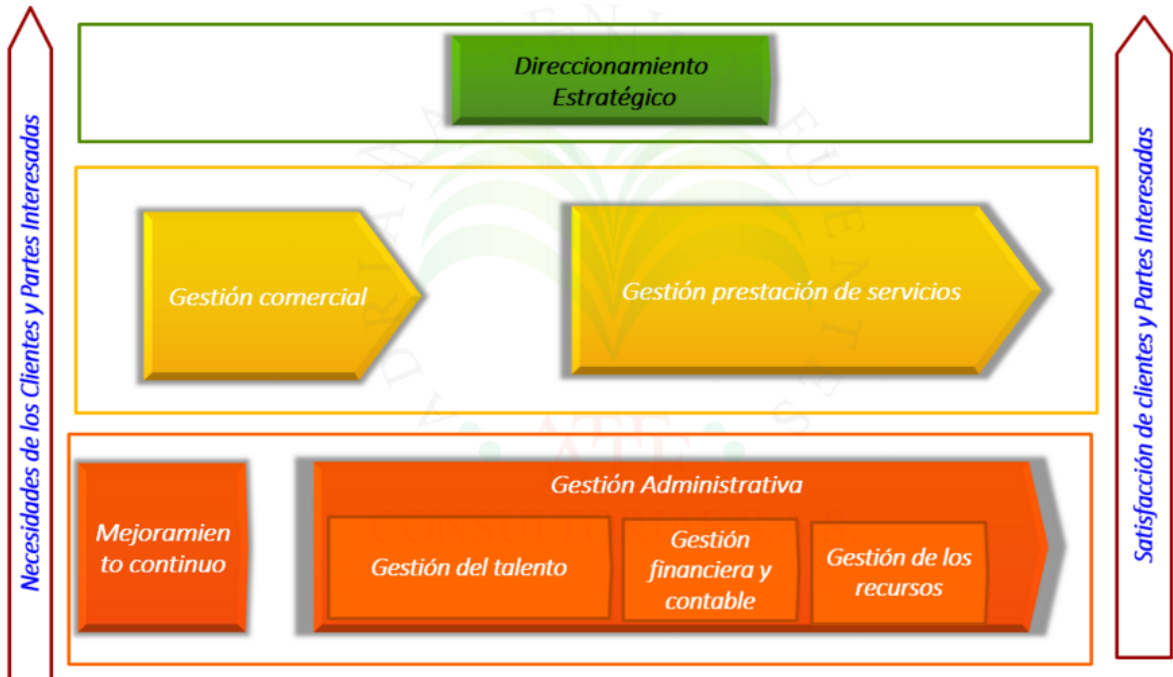 Necesidades de los Clientes y Partes Interesadas
Direccionamiento
Estratégico
Gestión comercial
Gestión prestación de servicios
Mejoramien
to continuo
Gestión Administrativa
Gestión del talento
Gestión
financiera y
contable
Gestión de los
recursos
Satisfacción de clientes y Partes Interesadas
ATE